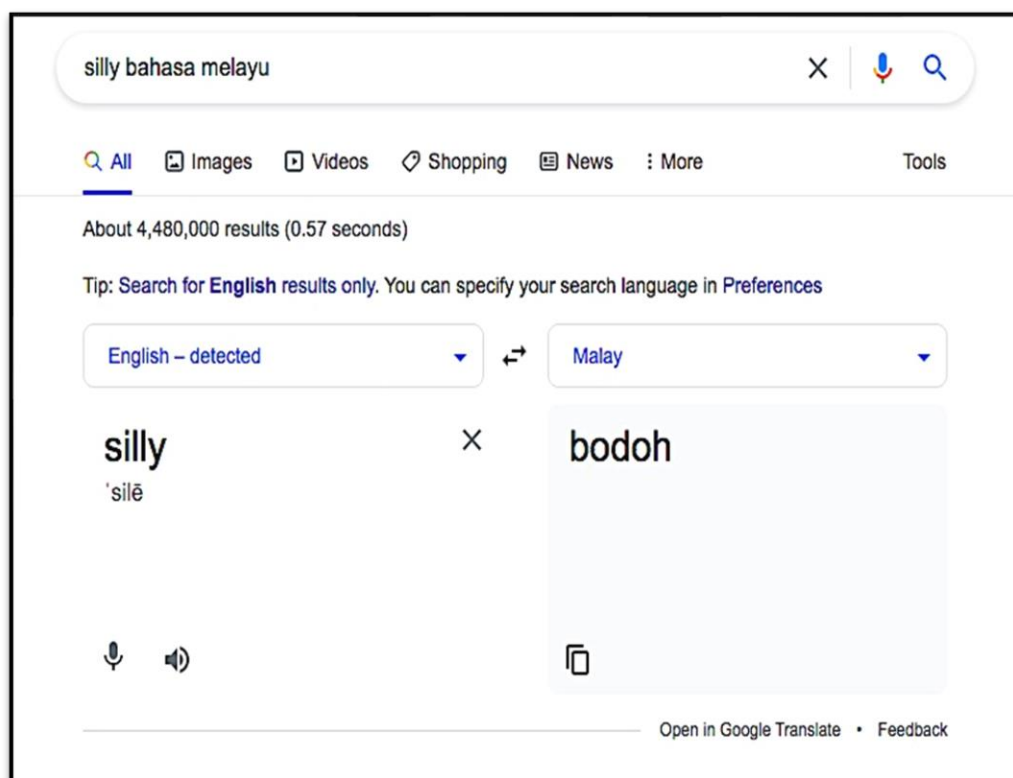 silly bahasa melayu
All Images Videos Shopping News More Tools
About 4,480,000 results (0.57 seconds)
Tip: Search for English results only. You can specify your search language in Preferences
English – detected Malay
silly bodoh
ˈsilē
Open in Google Translate • Feedback